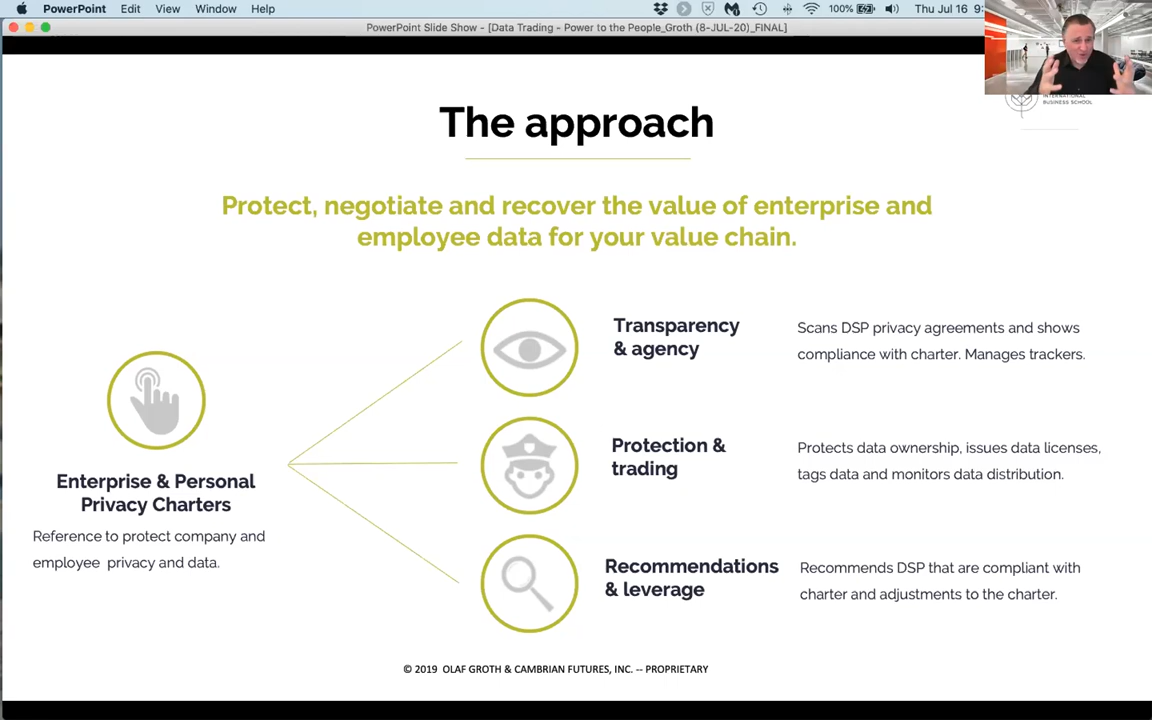 PowerPoint Edit View Window Help 100% Thu Jul 16 9:
PowerPoint Slide Show - [Data Trading - Power to the People_Groth (8-JUL-20)_FINAL]
INTERNATIONAL
BUSINESS SCHOOL
The approach
Protect, negotiate and recover the value of enterprise and
employee data for your value chain.
Transparency
& agency
Scans DSP privacy agreements and shows
compliance with charter. Manages trackers.
Protection &
trading
Protects data ownership, issues data licenses,
tags data and monitors data distribution.
Enterprise & Personal
Privacy Charters
Reference to protect company and
employee privacy and data.
Recommendations
& leverage
Recommends DSP that are compliant with
charter and adjustments to the charter.
© 2019 OLAF GROTH & CAMBRIAN FUTURES, INC. -- PROPRIETARY